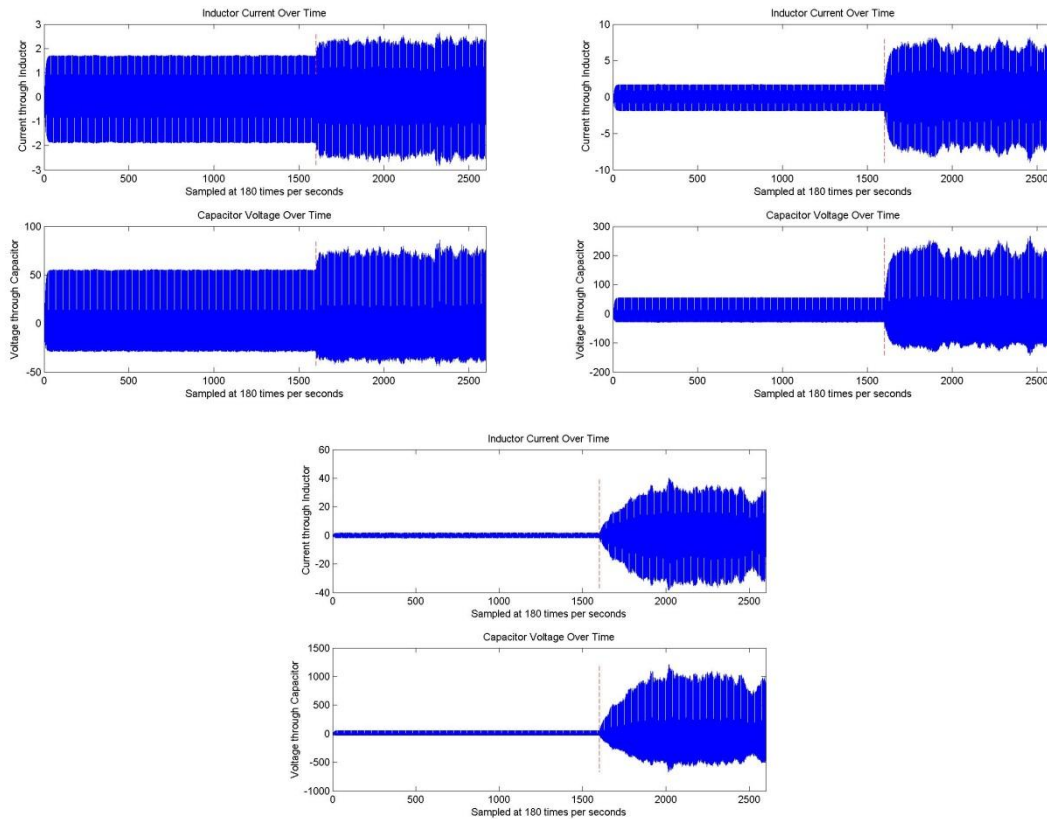 Inductor Current Over Time
3
2
1
0
-1
-2
-3
Current through Inductor
0 500 1000 1500 2000 2500
Sampled at 180 times per seconds
Capacitor Voltage Over Time
100
50
0
-50
Voltage through Capacitor
0 500 1000 1500 2000 2500
Sampled at 180 times per seconds
Inductor Current Over Time
10
5
0
-5
-10
Current through Inductor
0 500 1000 1500 2000 2500
Sampled at 180 times per seconds
Capacitor Voltage Over Time
300
200
100
0
-100
-200
Voltage through Capacitor
0 500 1000 1500 2000 2500
Sampled at 180 times per seconds
Inductor Current Over Time
60
40
20
0
-20
-40
Current through Inductor
0 500 1000 1500 2000 2500
Sampled at 180 times per seconds
Capacitor Voltage Over Time
1500
1000
500
0
-500
-1000
Voltage through Capacitor
0 500 1000 1500 2000 2500
Sampled at 180 times per seconds